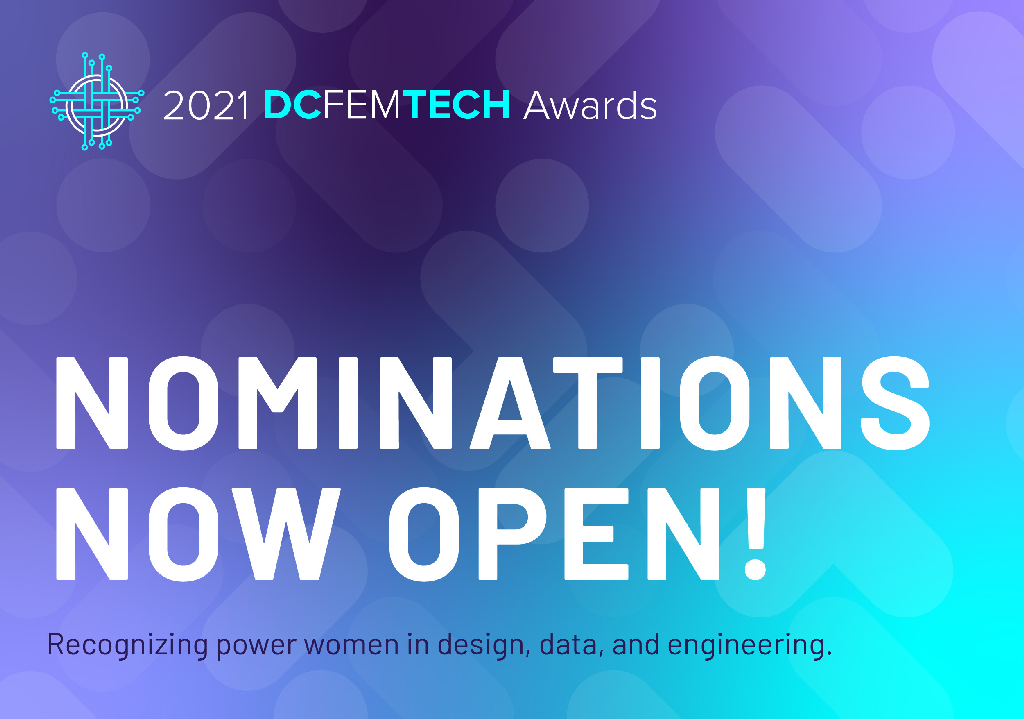 2021 DCFEMTECH Awards
NOMINATIONS
NOW OPEN!
Recognizing power women in design, data, and engineering.